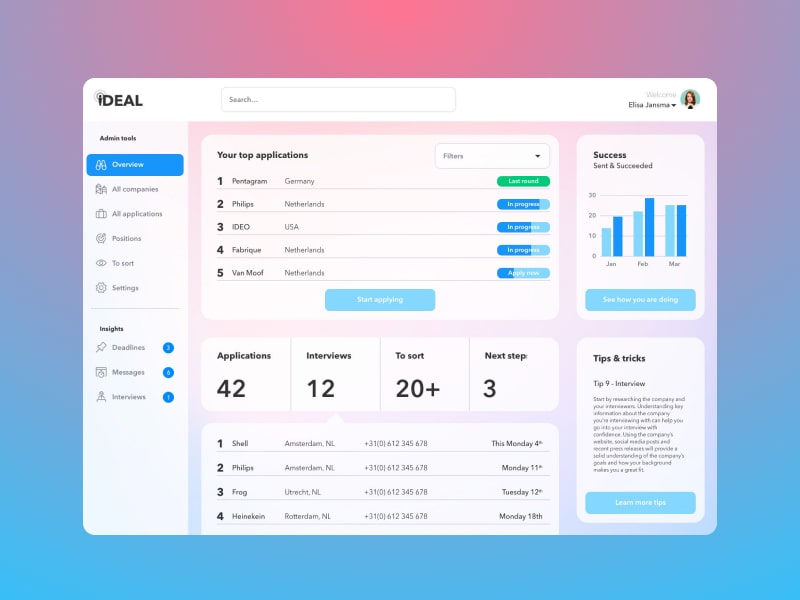 iDEAL
Search...
Welcome
Elisa Jansma
Admin tools
Overview
All companies
All applications
Positions
To sort
Settings
Insights
Deadlines
Messages 6
Interviews 1
Your top applications
Filters
1 Pentagram Germany Last round
2 Philips Netherlands In progress
3 IDEO USA In progress
4 Fabrique Netherlands In progress
5 Van Moof Netherlands Apply now
Start applying
Success
Sent & Succeeded
30
20
10
0
Jan Feb Mar
See how you are doing
Applications Interviews To sort Next steps
42 12 20+ 3
1 Shell Amsterdam, NL +31(0) 612 345 678 This Monday 4th
2 Philips Amsterdam, NL +31(0) 612 345 678 Monday 11th
3 Frog Utrecht, NL +31(0) 612 345 678 Tuesday 12th
4 Heinekein Rotterdam, NL +31(0) 612 345 678 Monday 18th
Tips & tricks
Tip 9 - Interview
Start by researching the company and
your interviewers. Understanding key
information about the company
you're interviewing with can help you
go into your interview with
confidence. Using the company's
website, social media posts and
recent press releases will provide a
solid understanding of the company's
goals and how your background
makes you a great fit.
Learn more tips